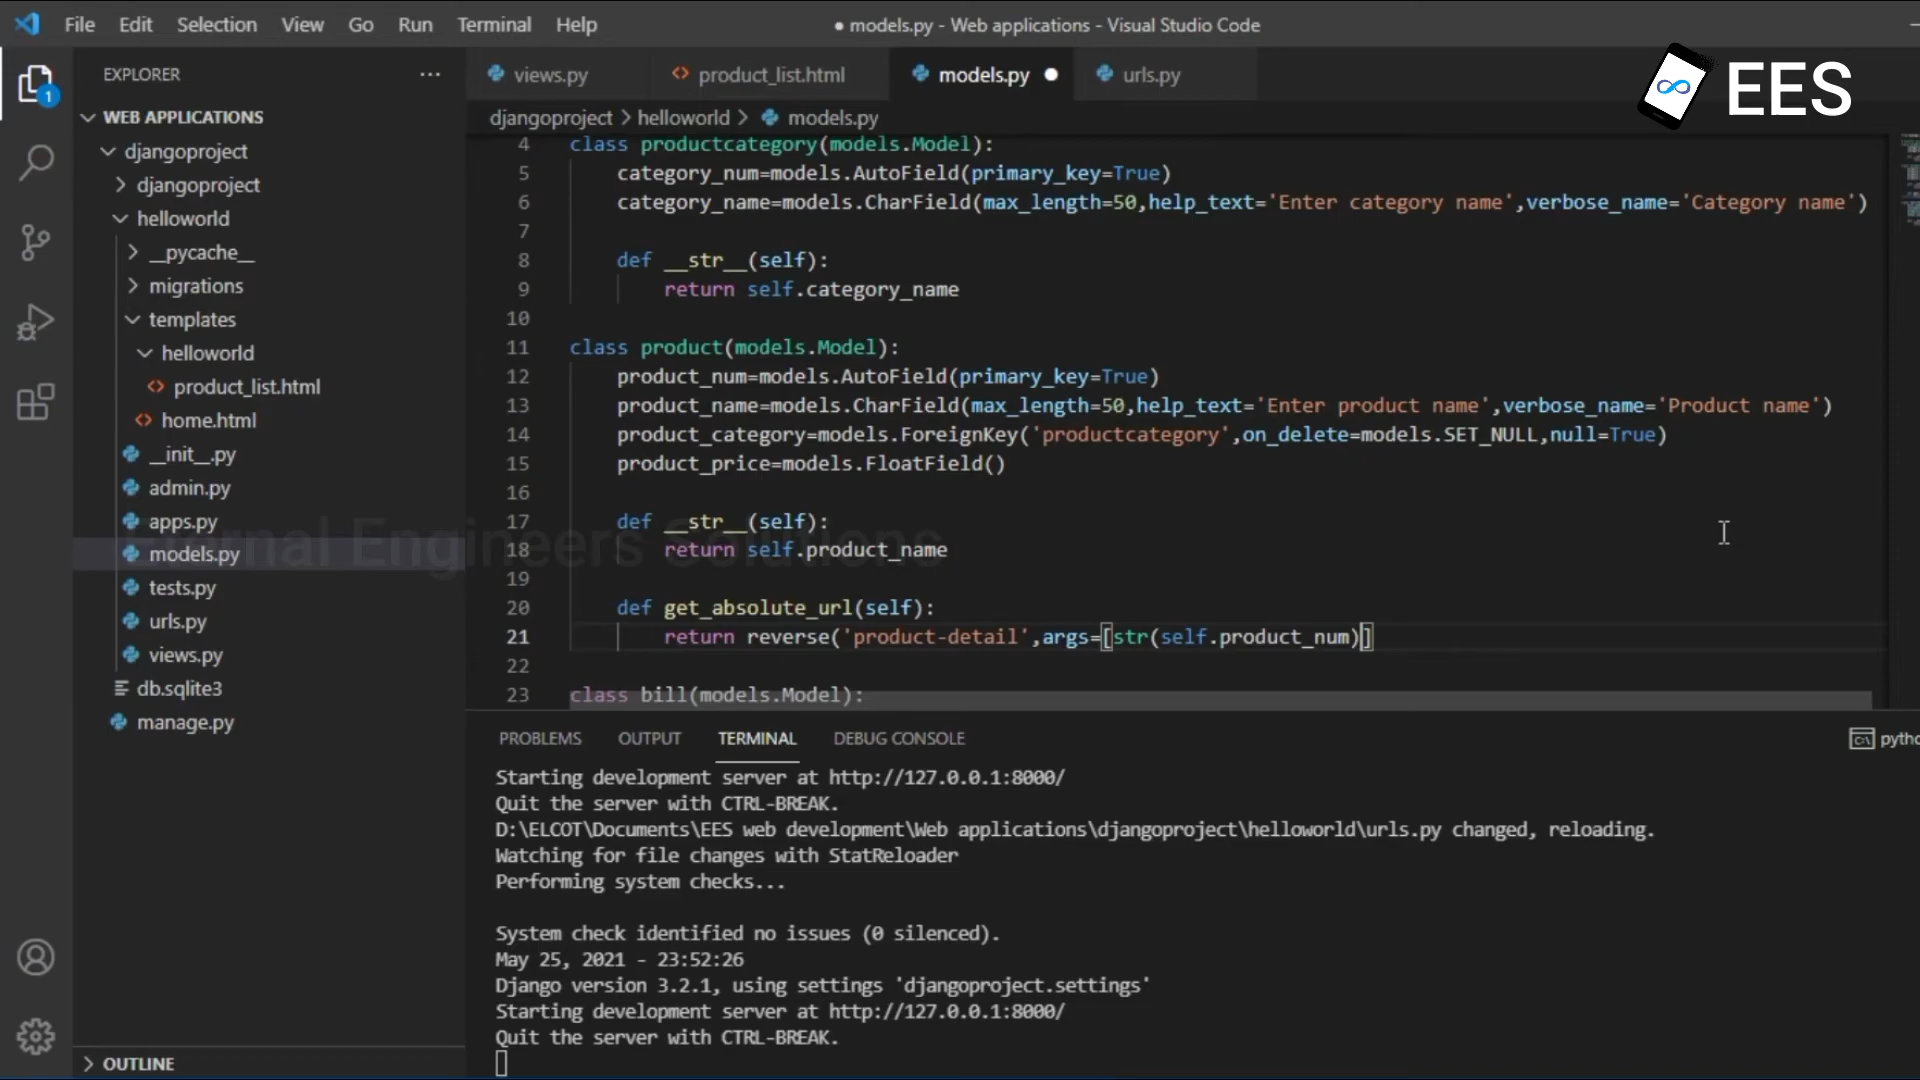 File Edit Selection View Go Run Terminal Help
● models.py - Web applications - Visual Studio Code
EES
EXPLORER
1
WEB APPLICATIONS
djangoproject
djangoproject
helloworld
__pycache__
migrations
templates
helloworld
product_list.html
home.html
__init__.py
admin.py
apps.py
models.py
tests.py
urls.py
views.py
db.sqlite3
manage.py
OUTLINE
views.py product_list.html models.py urls.py
djangoproject > helloworld > models.py
4 class productcategory(models.Model):
5 category_num=models.AutoField(primary_key=True)
6 category_name=models.CharField(max_length=50,help_text='Enter category name',verbose_name='Category name')
7
8 def __str__(self):
9 return self.category_name
10
11 class product(models.Model):
12 product_num=models.AutoField(primary_key=True)
13 product_name=models.CharField(max_length=50,help_text='Enter product name',verbose_name='Product name')
14 product_category=models.ForeignKey('productcategory',on_delete=models.SET_NULL,null=True)
15 product_price=models.FloatField()
16
17 def __str__(self):
18 return self.product_name
19
20 def get_absolute_url(self):
21 return reverse('product-detail',args=[str(self.product_num)]
22
23 class bill(models.Model):
Eternal Engineers Solutions
PROBLEMS OUTPUT TERMINAL DEBUG CONSOLE
pytho
Starting development server at http://127.0.0.1:8000/
Quit the server with CTRL-BREAK.
D:\ELCOT\Documents\EES web development\Web applications\djangoproject\helloworld\urls.py changed, reloading.
Watching for file changes with StatReloader
Performing system checks...
System check identified no issues (0 silenced).
May 25, 2021 - 23:52:26
Django version 3.2.1, using settings 'djangoproject.settings'
Starting development server at http://127.0.0.1:8000/
Quit the server with CTRL-BREAK.